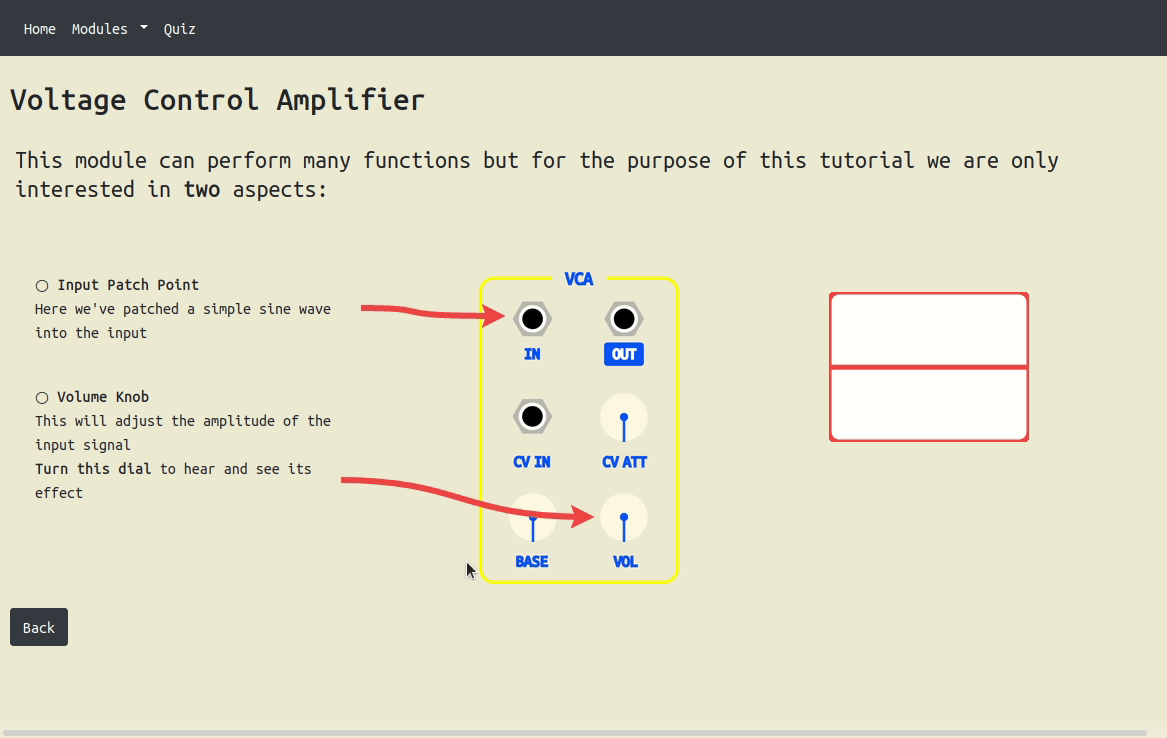 Home Modules Quiz
Voltage Control Amplifier
This module can perform many functions but for the purpose of this tutorial we are only
interested in two aspects:
Input Patch Point
Here we've patched a simple sine wave
into the input
Volume Knob
This will adjust the amplitude of the
input signal
Turn this dial to hear and see its
effect
VCA
IN OUT
CV IN CV ATT
BASE VOL
Back